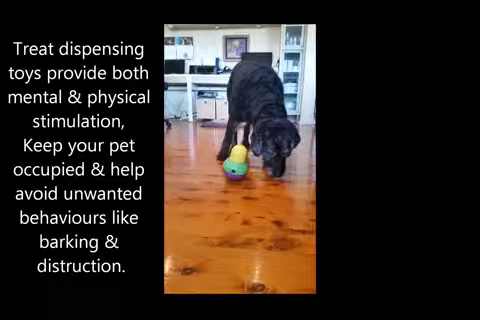 Treat dispensing
toys provide both
mental & physical
stimulation,
Keep your pet
occupied & help
avoid unwanted
behaviours like
barking &
distruction.